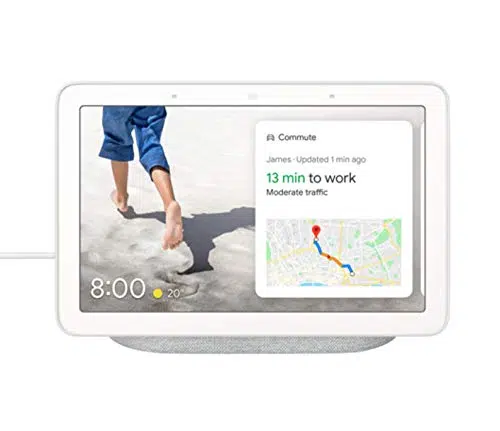 Commute
James · Updated 1 min ago
13 min to work
Moderate traffic
8:00 20°